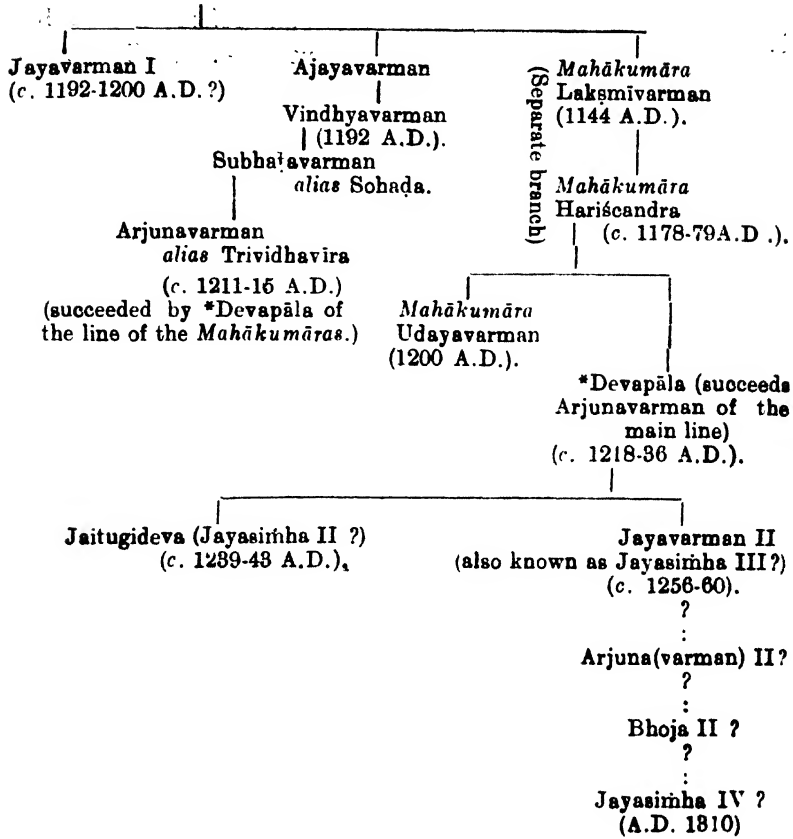 Jayavarman I
(c. 1192-1200 A.D. ?)
Ajayavarman
Vindhyavarman
(1192 A.D.).
Subhaṭavarman
alias Sohaḍa.
Arjunavarman
alias Trividhavīra
(c. 1211-15 A.D.)
(succeeded by *Devapāla of
the line of the Mahākumāras.)
(Separate branch)
Mahākumāra
Lakṣmīvarman
(1144 A.D.).
Mahākumāra
Hariścandra
(c. 1178-79A.D .).
Mahākumāra
Udayavarman
(1200 A.D.).
*Devapāla (succeeds
Arjunavarman of the
main line)
(c. 1218-36 A.D.).
Jaitugideva (Jayasiṁha II ?)
(c. 1239-43 A.D.).
Jayavarman II
(also known as Jayasiṁha III?)
(c. 1256-60).
?
:
Arjuna(varman) II?
?
:
Bhoja II ?
?
:
Jayasiṁha IV ?
(A.D. 1310)